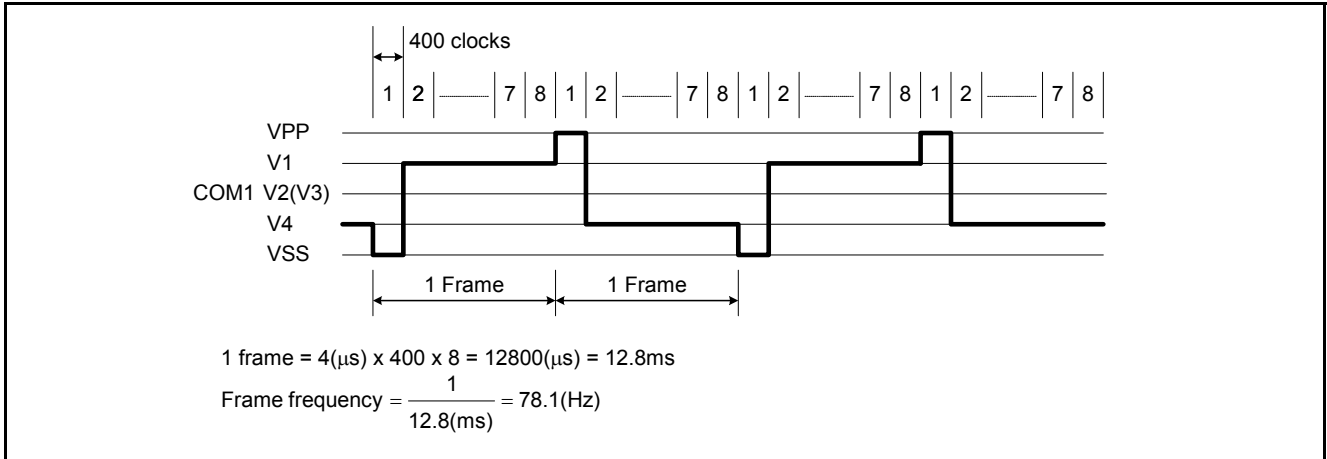 400 clocks
1 2 7 8 1 2 7 8 1 2 7 8 1 2 7 8
VPP
V1
COM1 V2(V3)
V4
VSS
1 Frame 1 Frame
1 frame = 4(μs) x 400 x 8 = 12800(μs) = 12.8ms
Frame frequency = 1 / 12.8(ms) = 78.1(Hz)